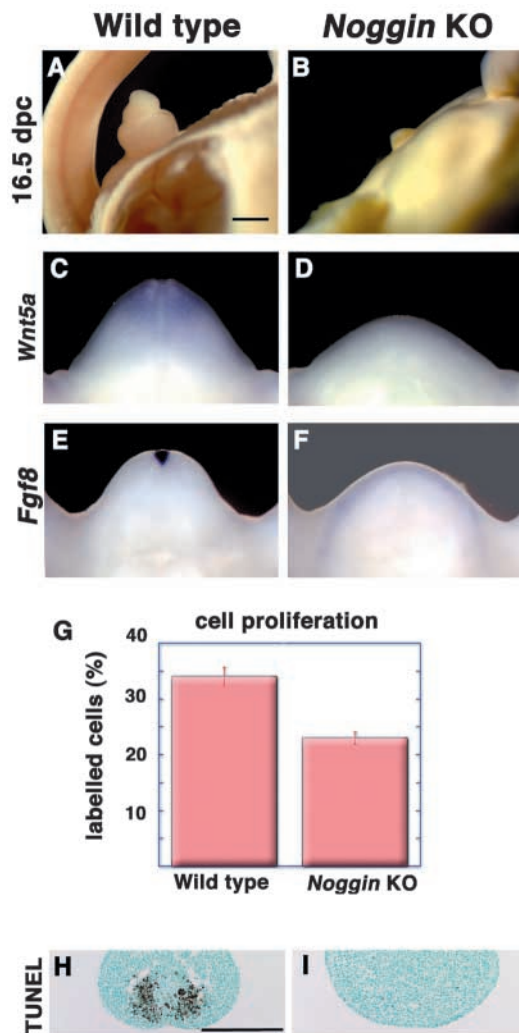 Wild type
Noggin KO
A
B
16.5 dpc
C
D
Wnt5a
E
F
Fgf8
G
cell proliferation
labelled cells (%)
40
30
20
10
Wild type
Noggin KO
H
I
TUNEL